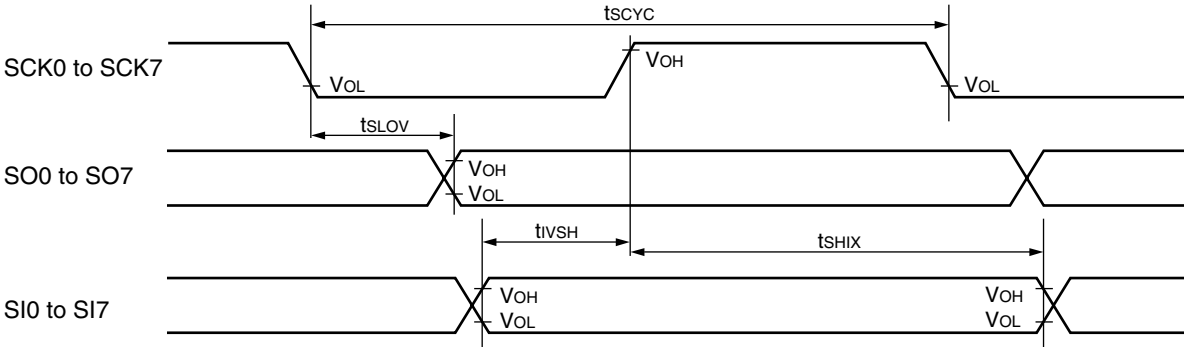 tSCYC
SCK0 to SCK7
VOL
VOH
VOL
tSLOV
SO0 to SO7
VOH
VOL
tIVSH
tSHIX
SI0 to SI7
VOH
VOL
VOH
VOL